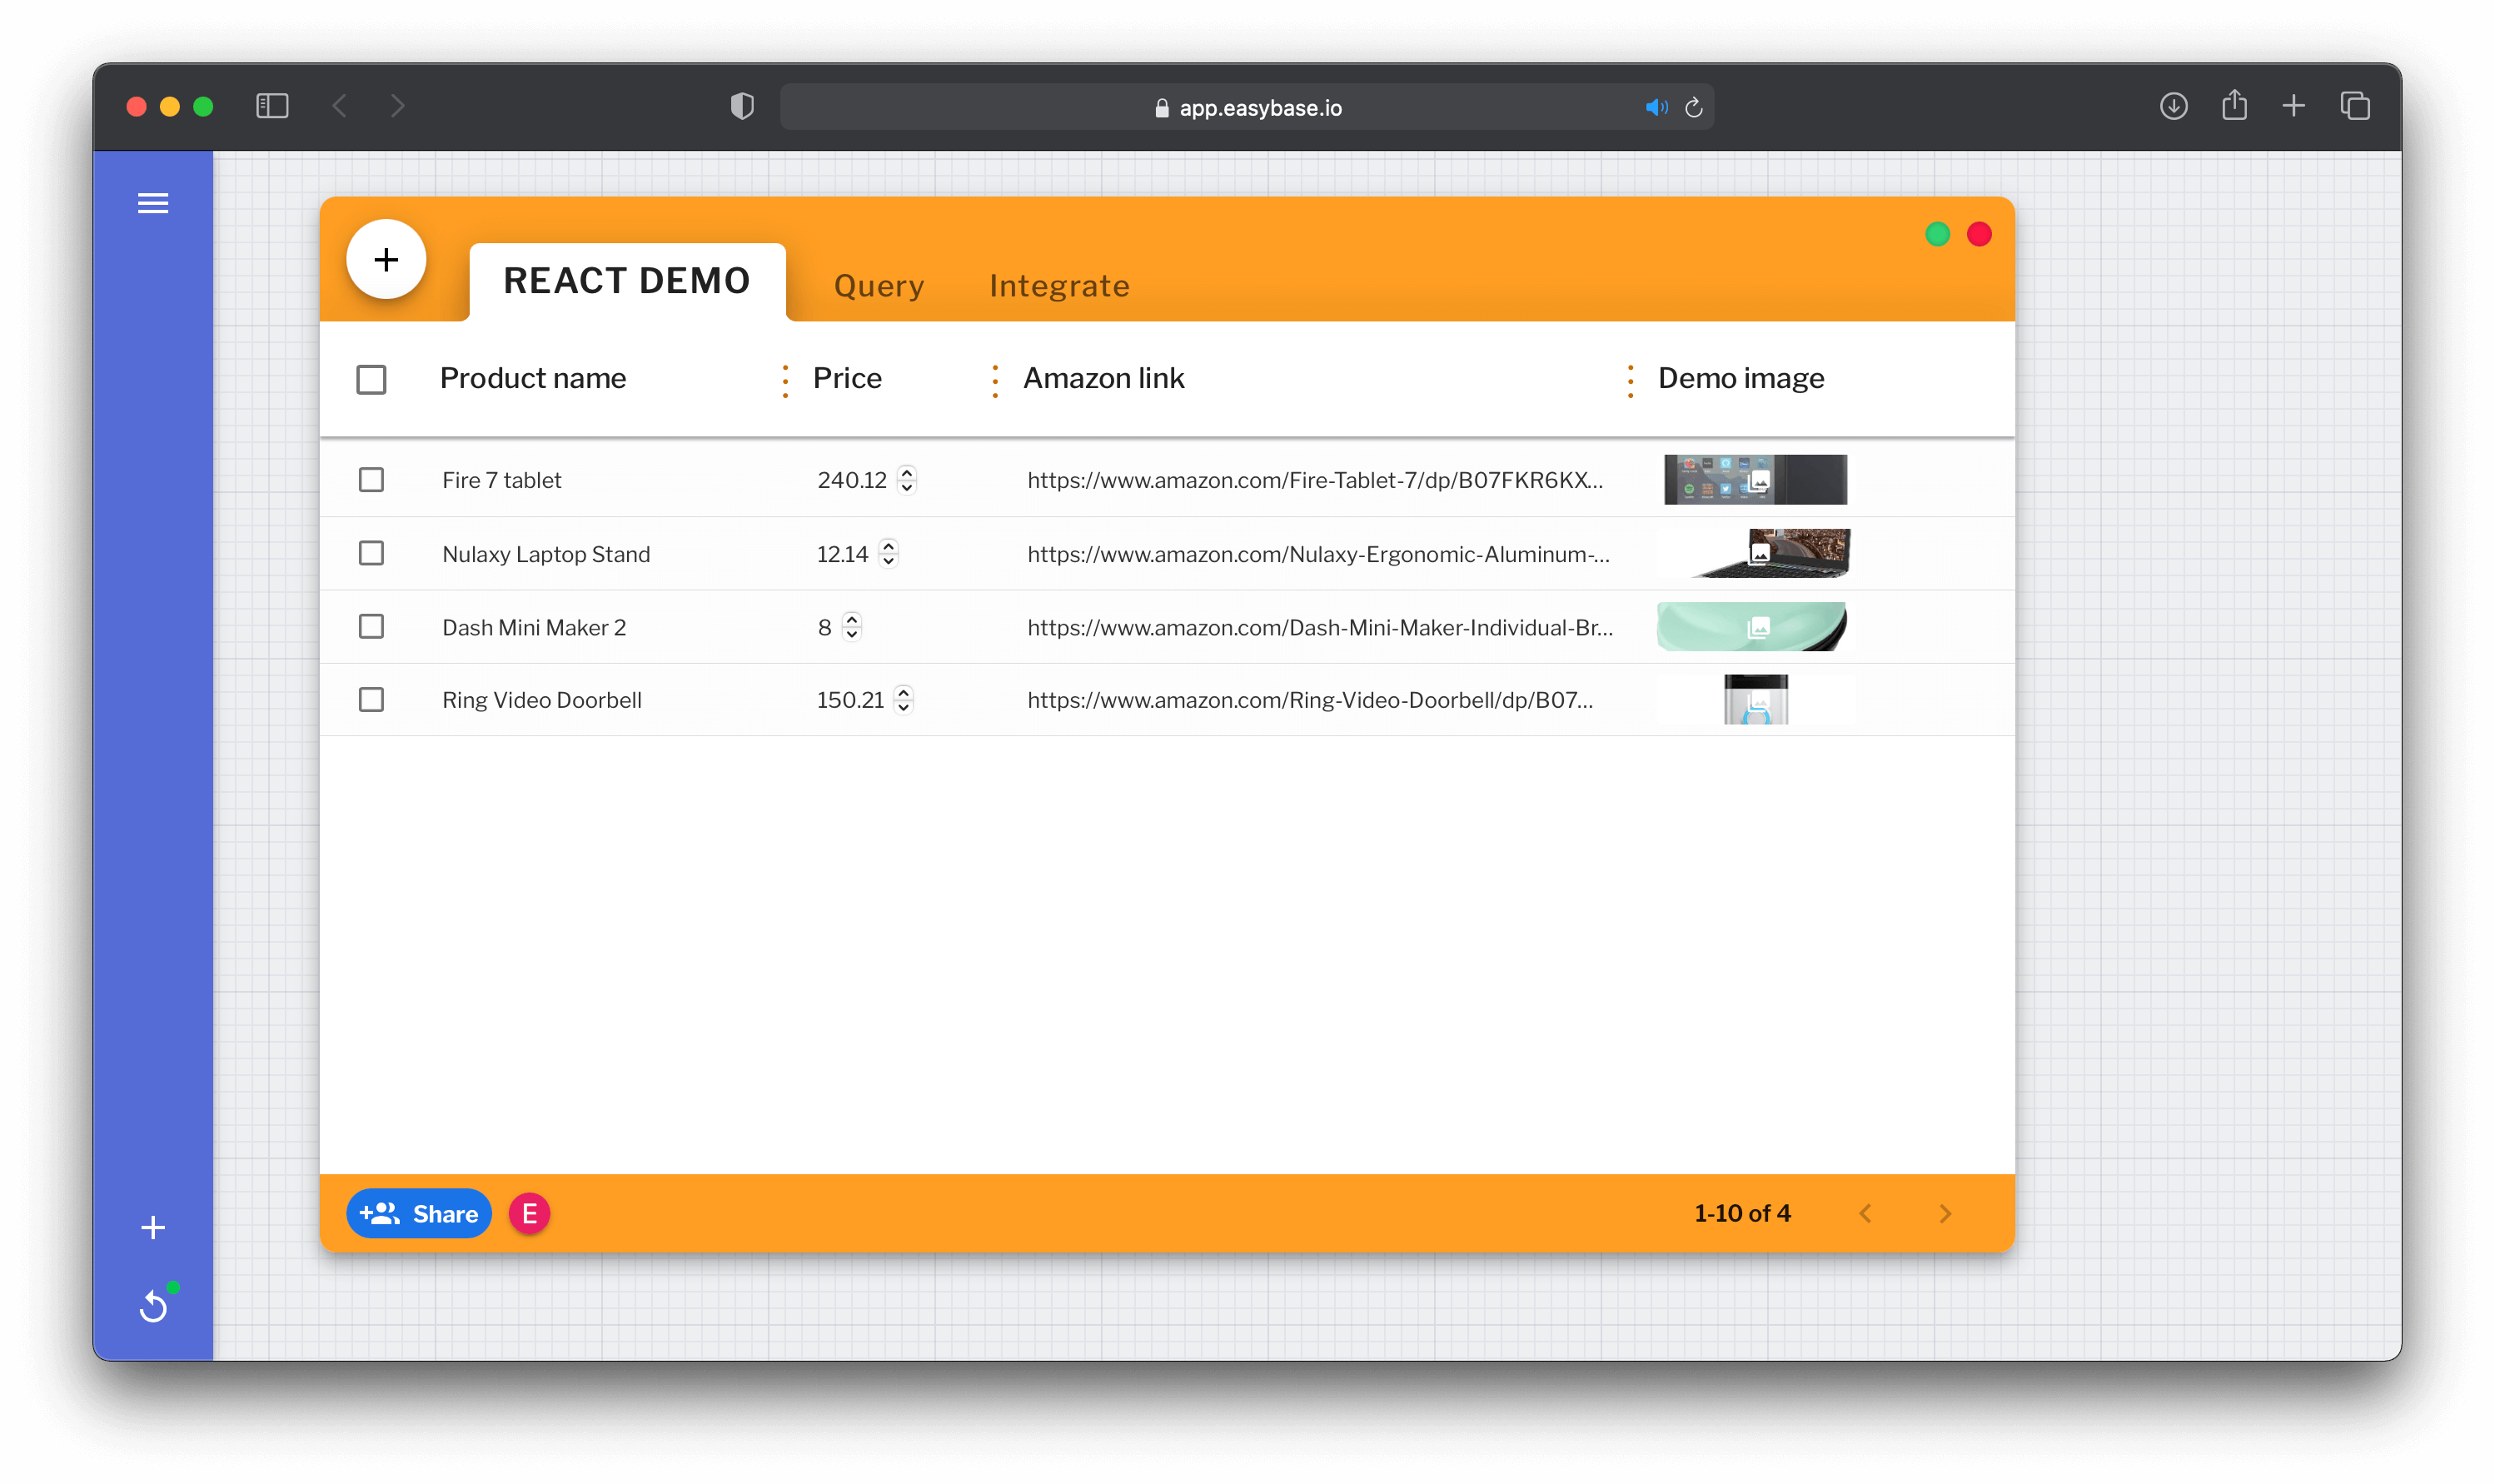 app.easybase.io
REACT DEMO Query Integrate
Product name Price Amazon link Demo image
Fire 7 tablet 240.12 https://www.amazon.com/Fire-Tablet-7/dp/B07FKR6KX...
Nulaxy Laptop Stand 12.14 https://www.amazon.com/Nulaxy-Ergonomic-Aluminum-...
Dash Mini Maker 2 8 https://www.amazon.com/Dash-Mini-Maker-Individual-Br...
Ring Video Doorbell 150.21 https://www.amazon.com/Ring-Video-Doorbell/dp/B07...
Share E 1-10 of 4